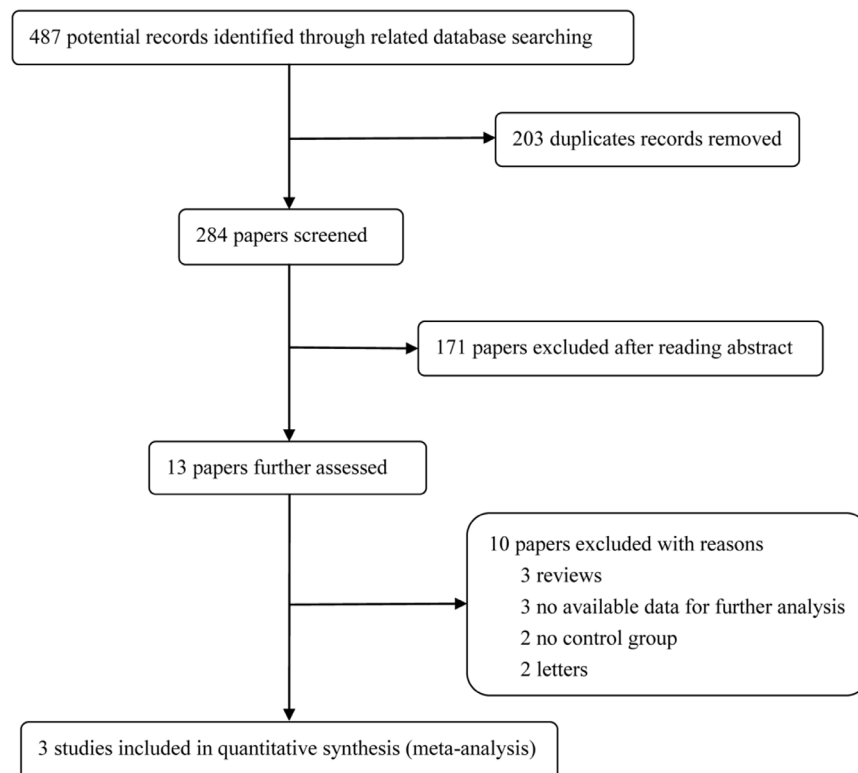 487 potential records identified through related database searching
203 duplicates records removed
284 papers screened
171 papers excluded after reading abstract
13 papers further assessed
10 papers excluded with reasons
3 reviews
3 no available data for further analysis
2 no control group
2 letters
3 studies included in quantitative synthesis (meta-analysis)